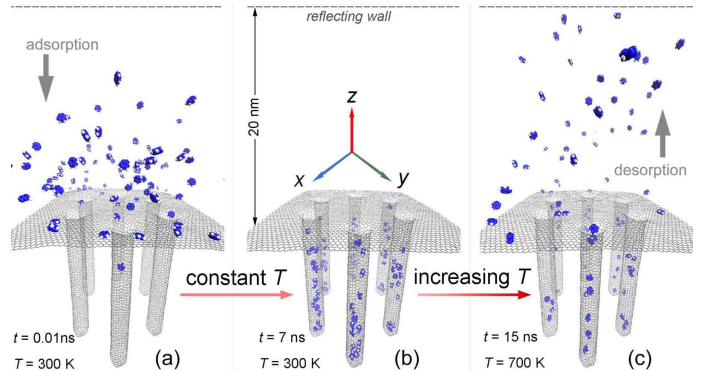 reflecting wall
adsorption
20 nm
z
x
y
desorption
constant T
increasing T
t = 0.01ns
T = 300 K
(a)
t = 7 ns
T = 300 K
(b)
t = 15 ns
T = 700 K
(c)